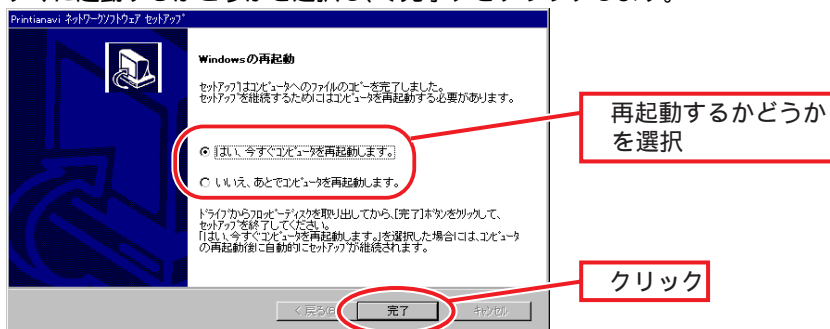 Printianavi ネットワークソフトウェア セットアップ
Windowsの再起動
セットアップはコンピュータへのファイルのコピーを完了しました。
セットアップを継続するためにはコンピュータを再起動する必要があります。
再起動するかどうか
を選択
はい、今すぐコンピュータを再起動します。
いいえ、あとでコンピュータを再起動します。
ドライブからフロッピーディスクを取り出してから、[完了]ボタンをクリックして、
セットアップを終了してください。
「はい、今すぐコンピュータを再起動します。」を選択した場合には、コンピュータ
の再起動後に自動的にセットアップが継続されます。
クリック
< 戻る(B)
完了
キャンセル